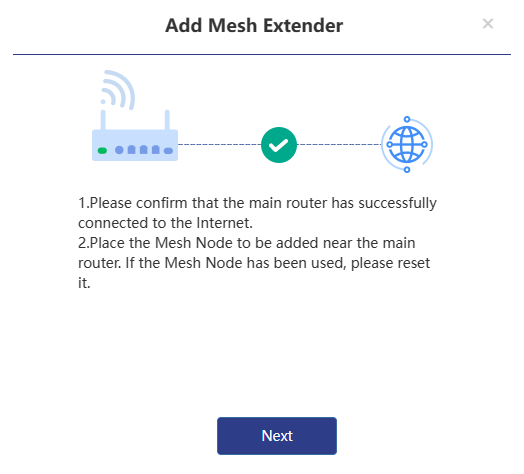 Add Mesh Extender
×
1.Please confirm that the main router has successfully
connected to the Internet.
2.Place the Mesh Node to be added near the main
router. If the Mesh Node has been used, please reset
it.
Next